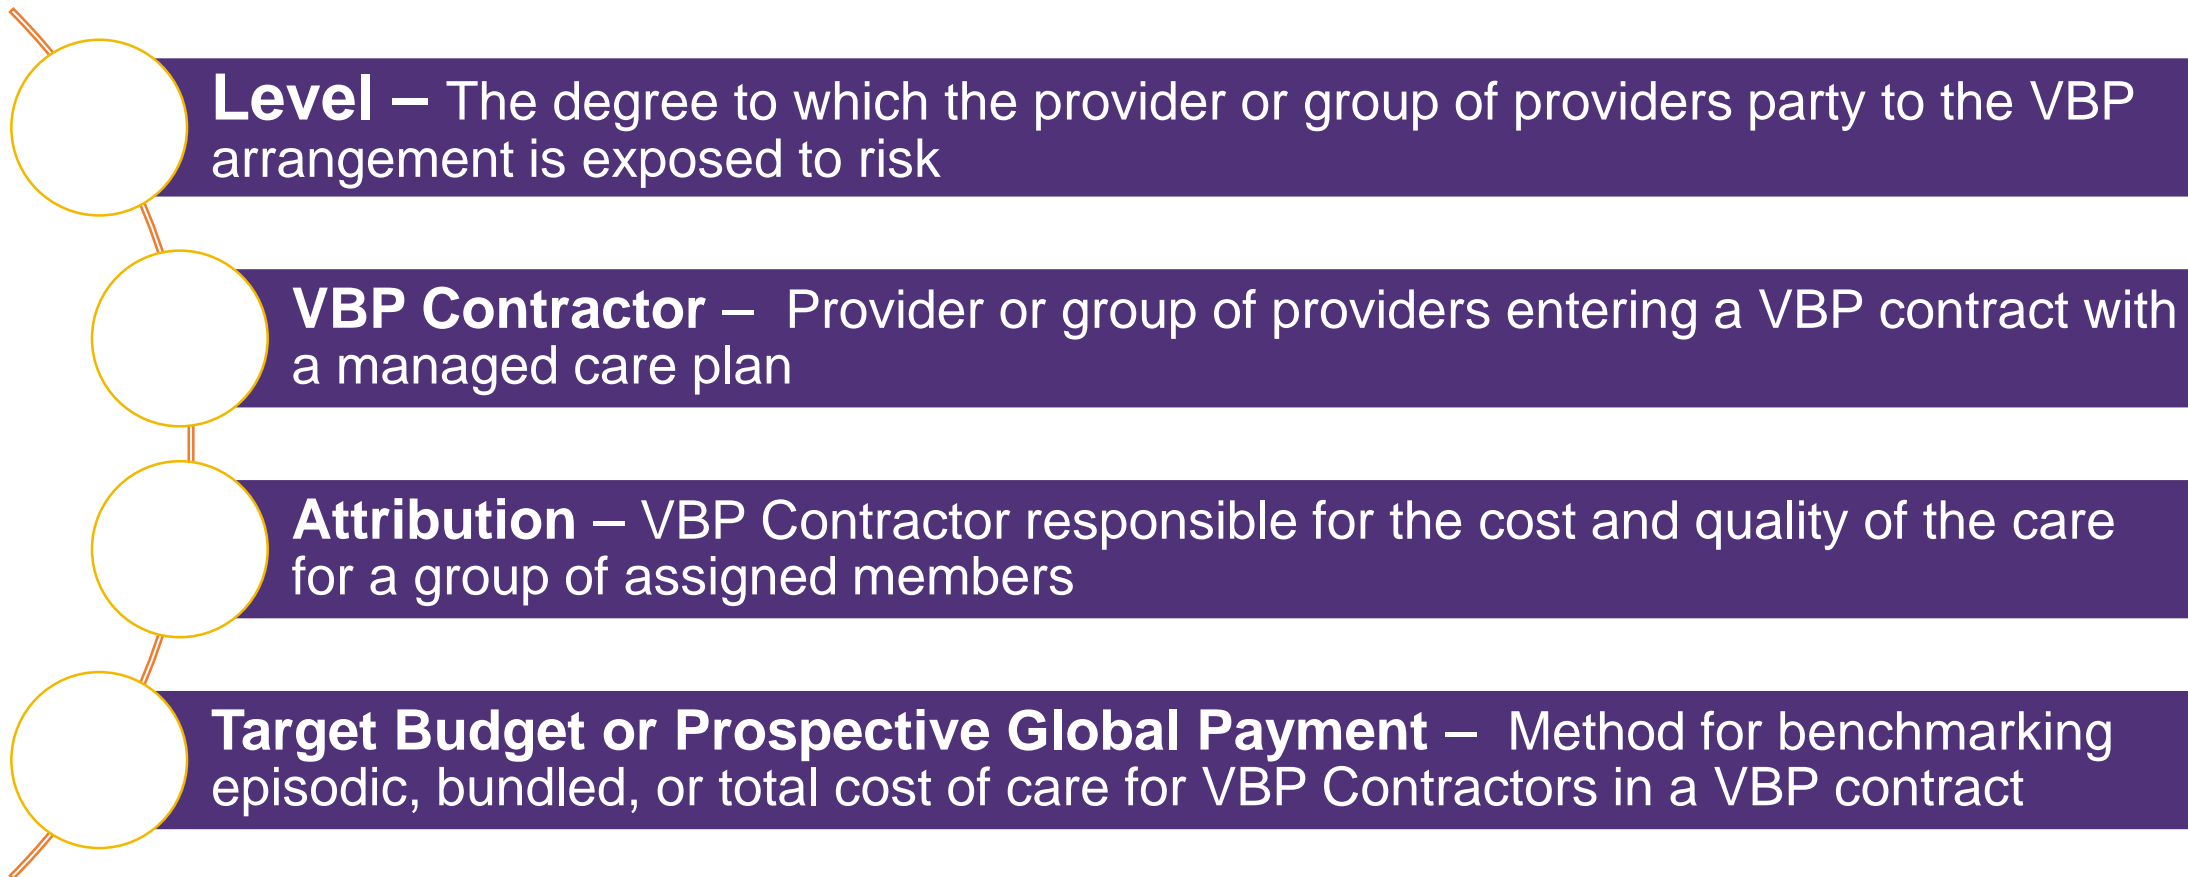 Level – The degree to which the provider or group of providers party to the VBP
arrangement is exposed to risk
VBP Contractor – Provider or group of providers entering a VBP contract with
a managed care plan
Attribution – VBP Contractor responsible for the cost and quality of the care
for a group of assigned members
Target Budget or Prospective Global Payment – Method for benchmarking
episodic, bundled, or total cost of care for VBP Contractors in a VBP contract